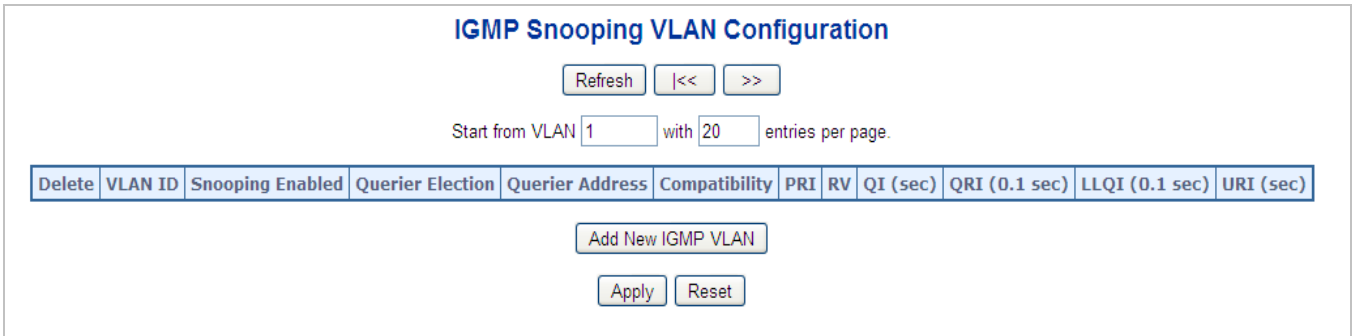 IGMP Snooping VLAN Configuration
Refresh |<< >>
Start from VLAN 1 with 20 entries per page.
Delete VLAN ID Snooping Enabled Querier Election Querier Address Compatibility PRI RV QI (sec) QRI (0.1 sec) LLQI (0.1 sec) URI (sec)
Add New IGMP VLAN
Apply Reset